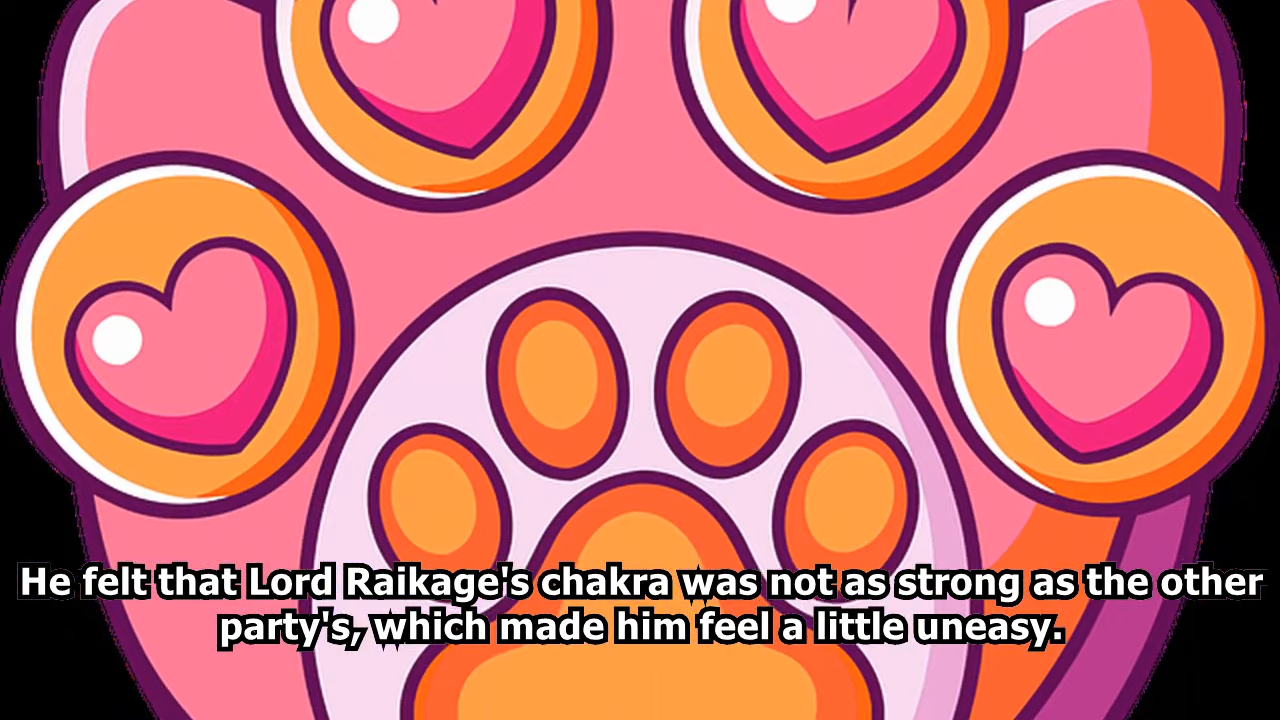 He felt that Lord Raikage's chakra was not as strong as the other
party's, which made him feel a little uneasy.